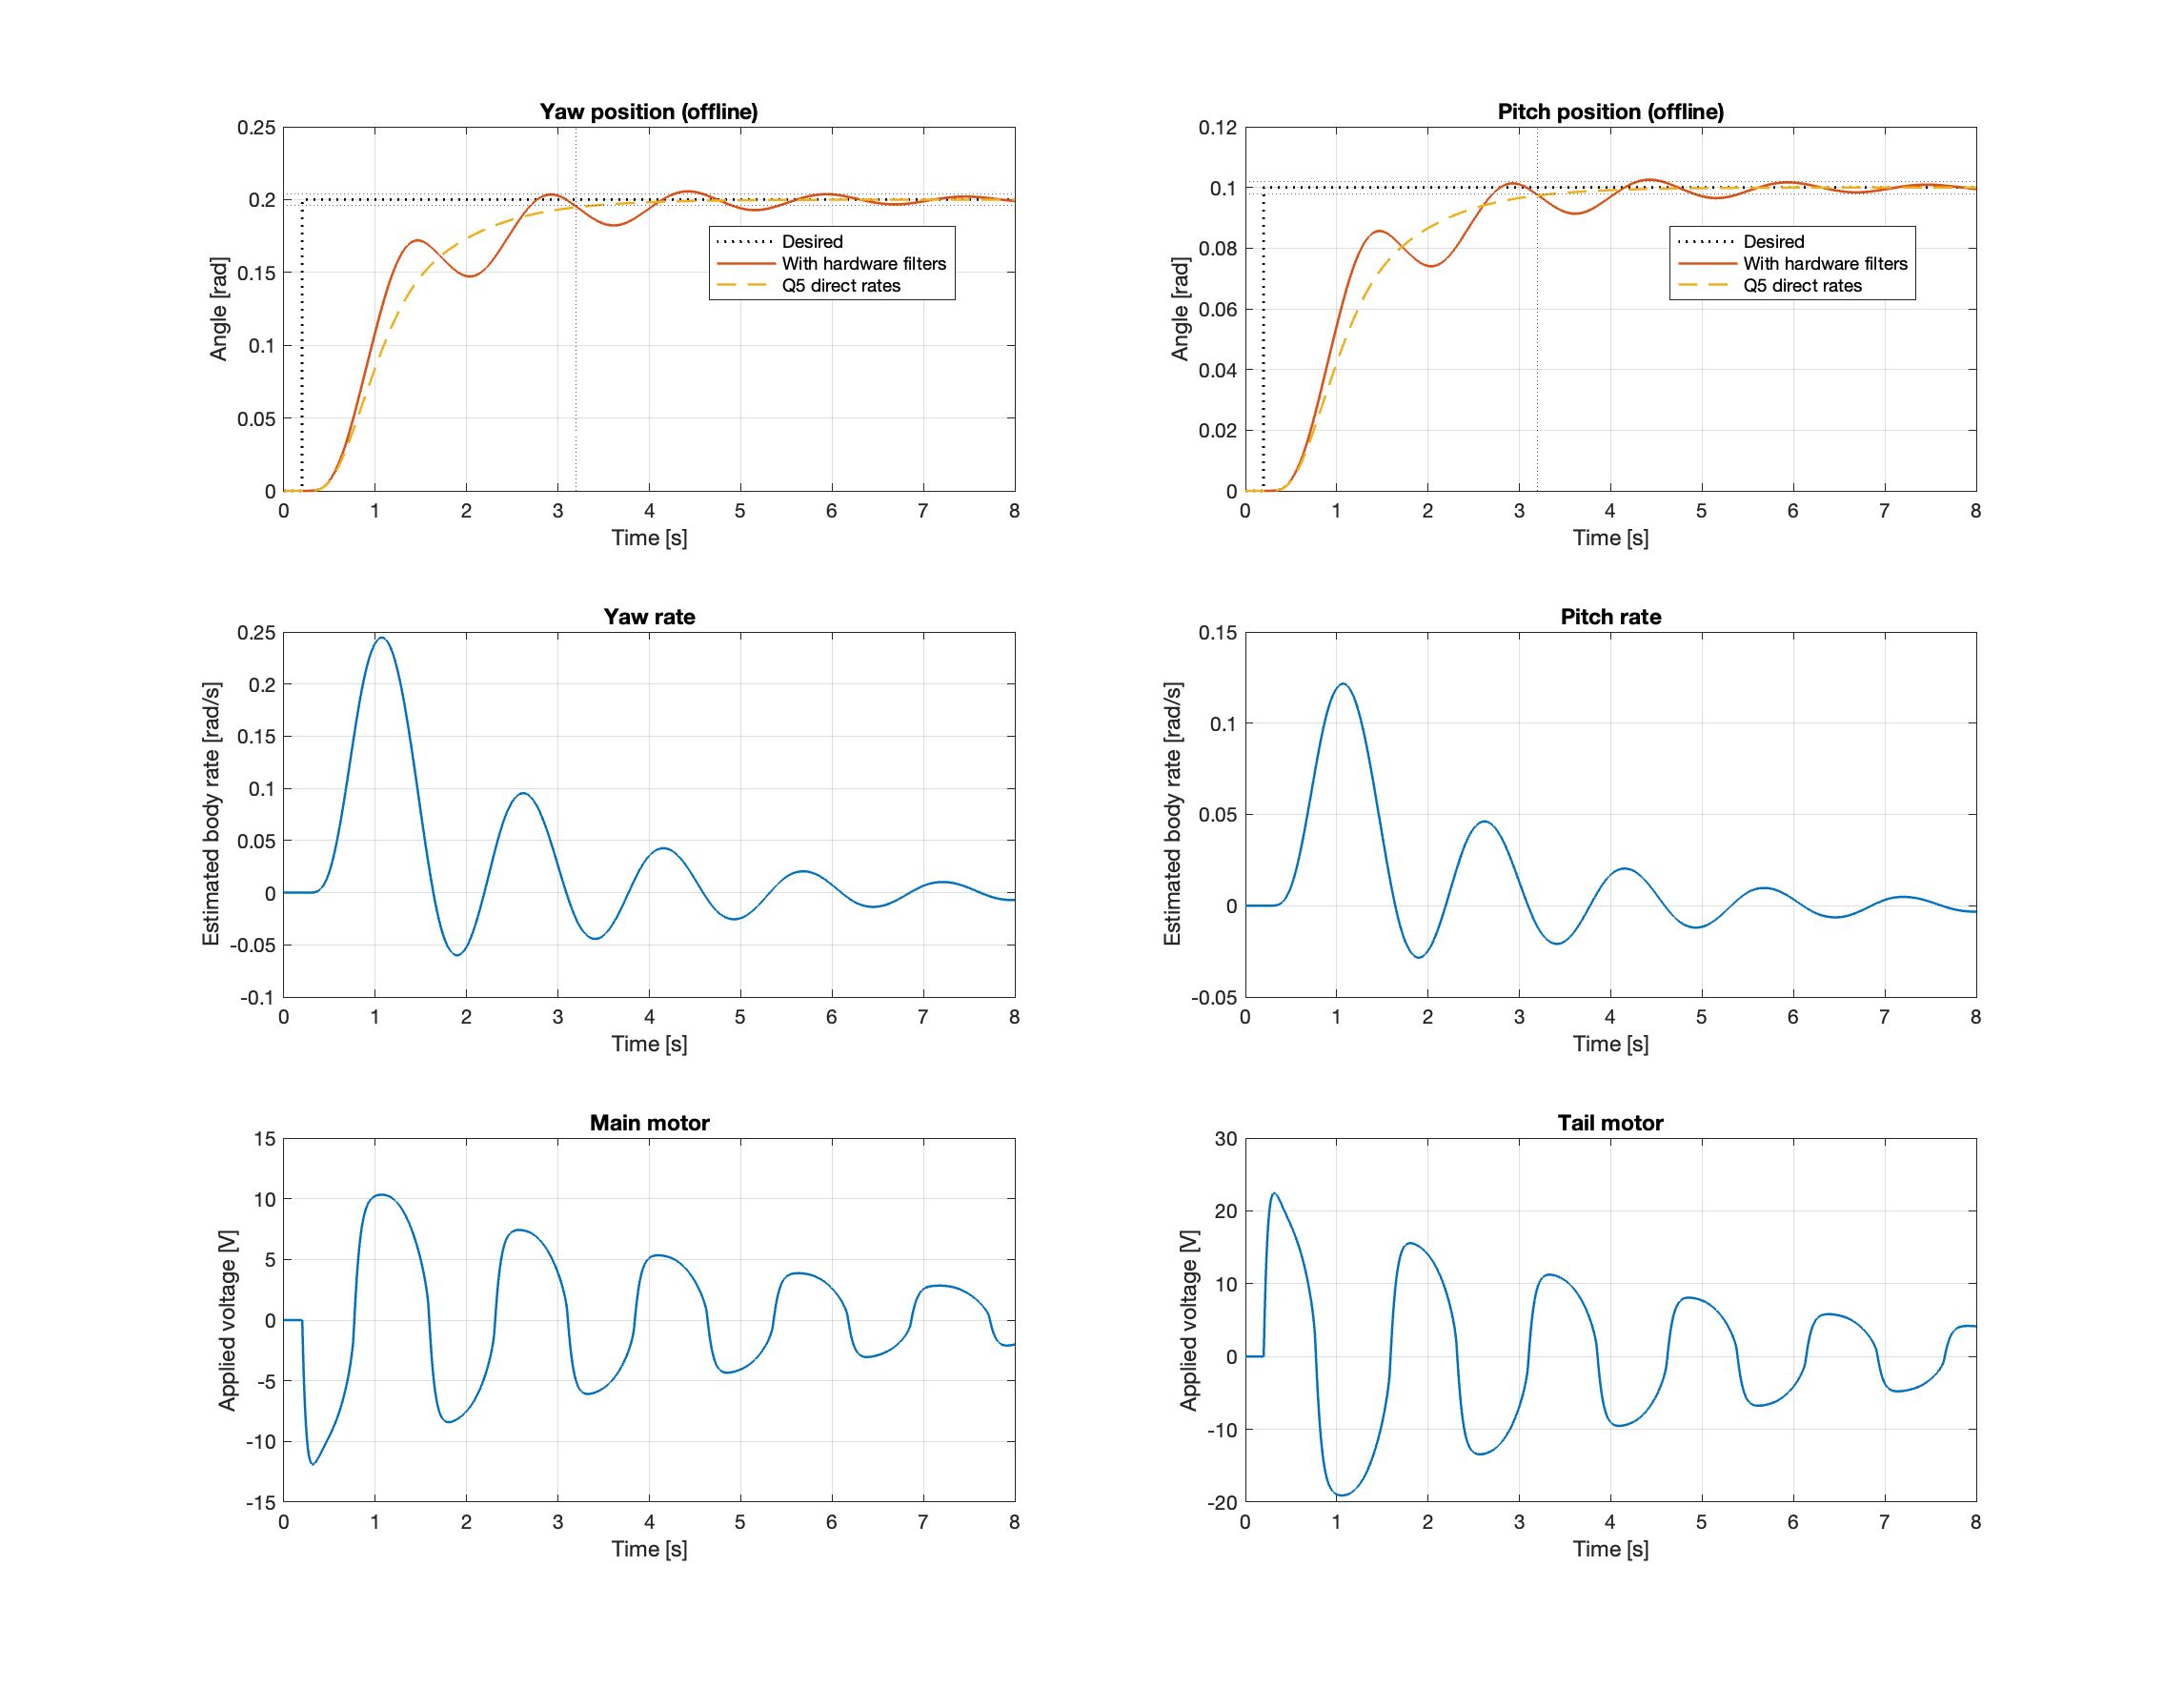 Yaw position (offline)
0.25
0.2
0.15
0.1
0.05
0
Angle [rad]
Desired
With hardware filters
Q5 direct rates
0 1 2 3 4 5 6 7 8
Time [s]
Pitch position (offline)
0.12
0.1
0.08
0.06
0.04
0.02
0
Angle [rad]
Desired
With hardware filters
Q5 direct rates
0 1 2 3 4 5 6 7 8
Time [s]
Yaw rate
0.25
0.2
0.15
0.1
0.05
0
-0.05
-0.1
Estimated body rate [rad/s]
0 1 2 3 4 5 6 7 8
Time [s]
Pitch rate
0.15
0.1
0.05
0
-0.05
Estimated body rate [rad/s]
0 1 2 3 4 5 6 7 8
Time [s]
Main motor
15
10
5
0
-5
-10
-15
Applied voltage [V]
0 1 2 3 4 5 6 7 8
Time [s]
Tail motor
30
20
10
0
-10
-20
Applied voltage [V]
0 1 2 3 4 5 6 7 8
Time [s]